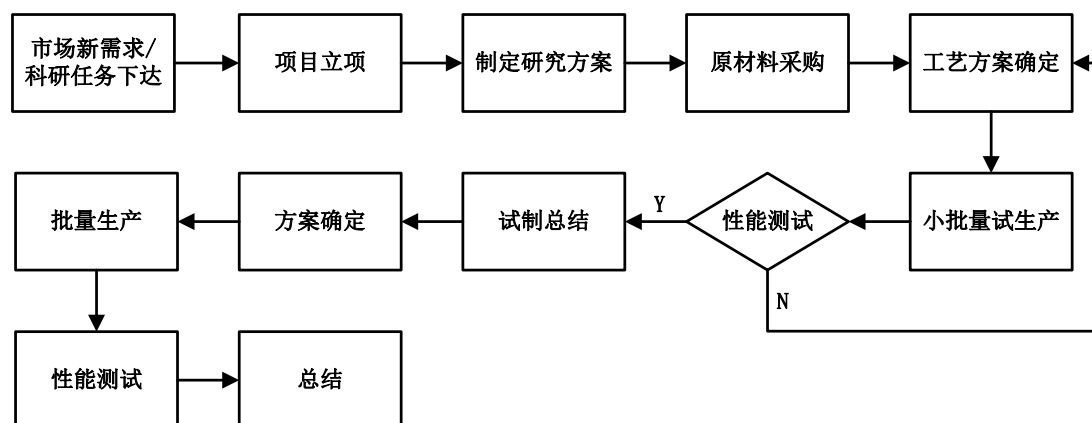 市场新需求/
科研任务下达
项目立项
制定研究方案
原材料采购
工艺方案确定
批量生产
方案确定
试制总结
Y
性能测试
小批量试生产
N
性能测试
总结